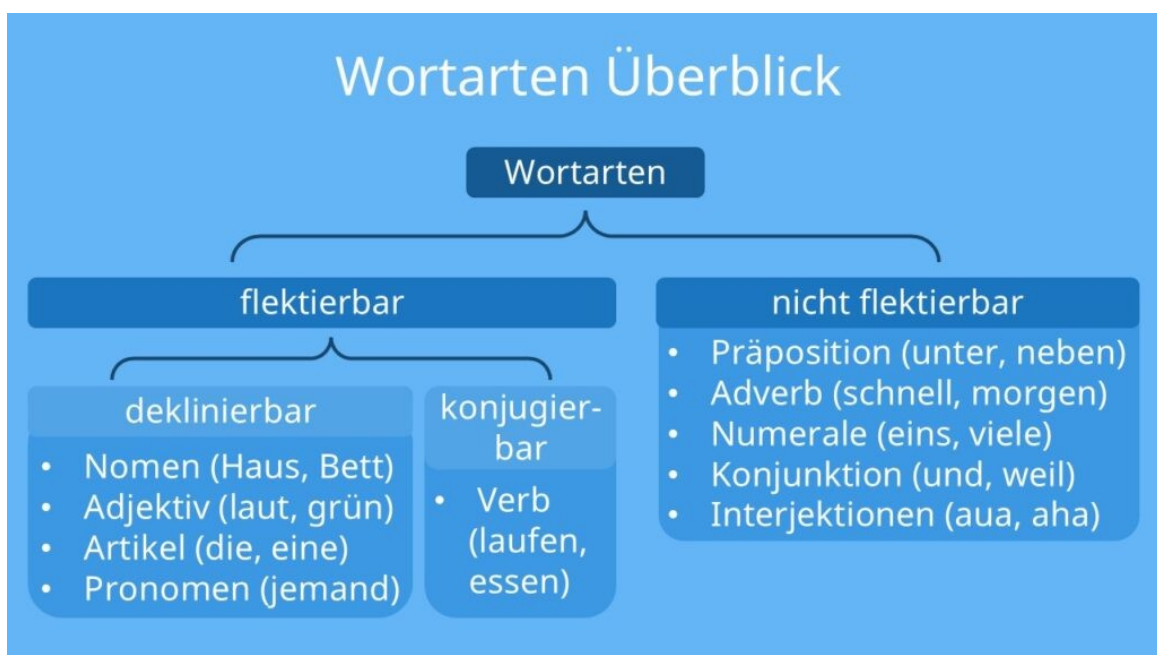 Wortarten Überblick
Wortarten
flektierbar
deklinierbar
• Nomen (Haus, Bett)
• Adjektiv (laut, grün)
• Artikel (die, eine)
• Pronomen (jemand)
konjugier-
bar
• Verb
(laufen,
essen)
nicht flektierbar
• Präposition (unter, neben)
• Adverb (schnell, morgen)
• Numerale (eins, viele)
• Konjunktion (und, weil)
• Interjektionen (aua, aha)